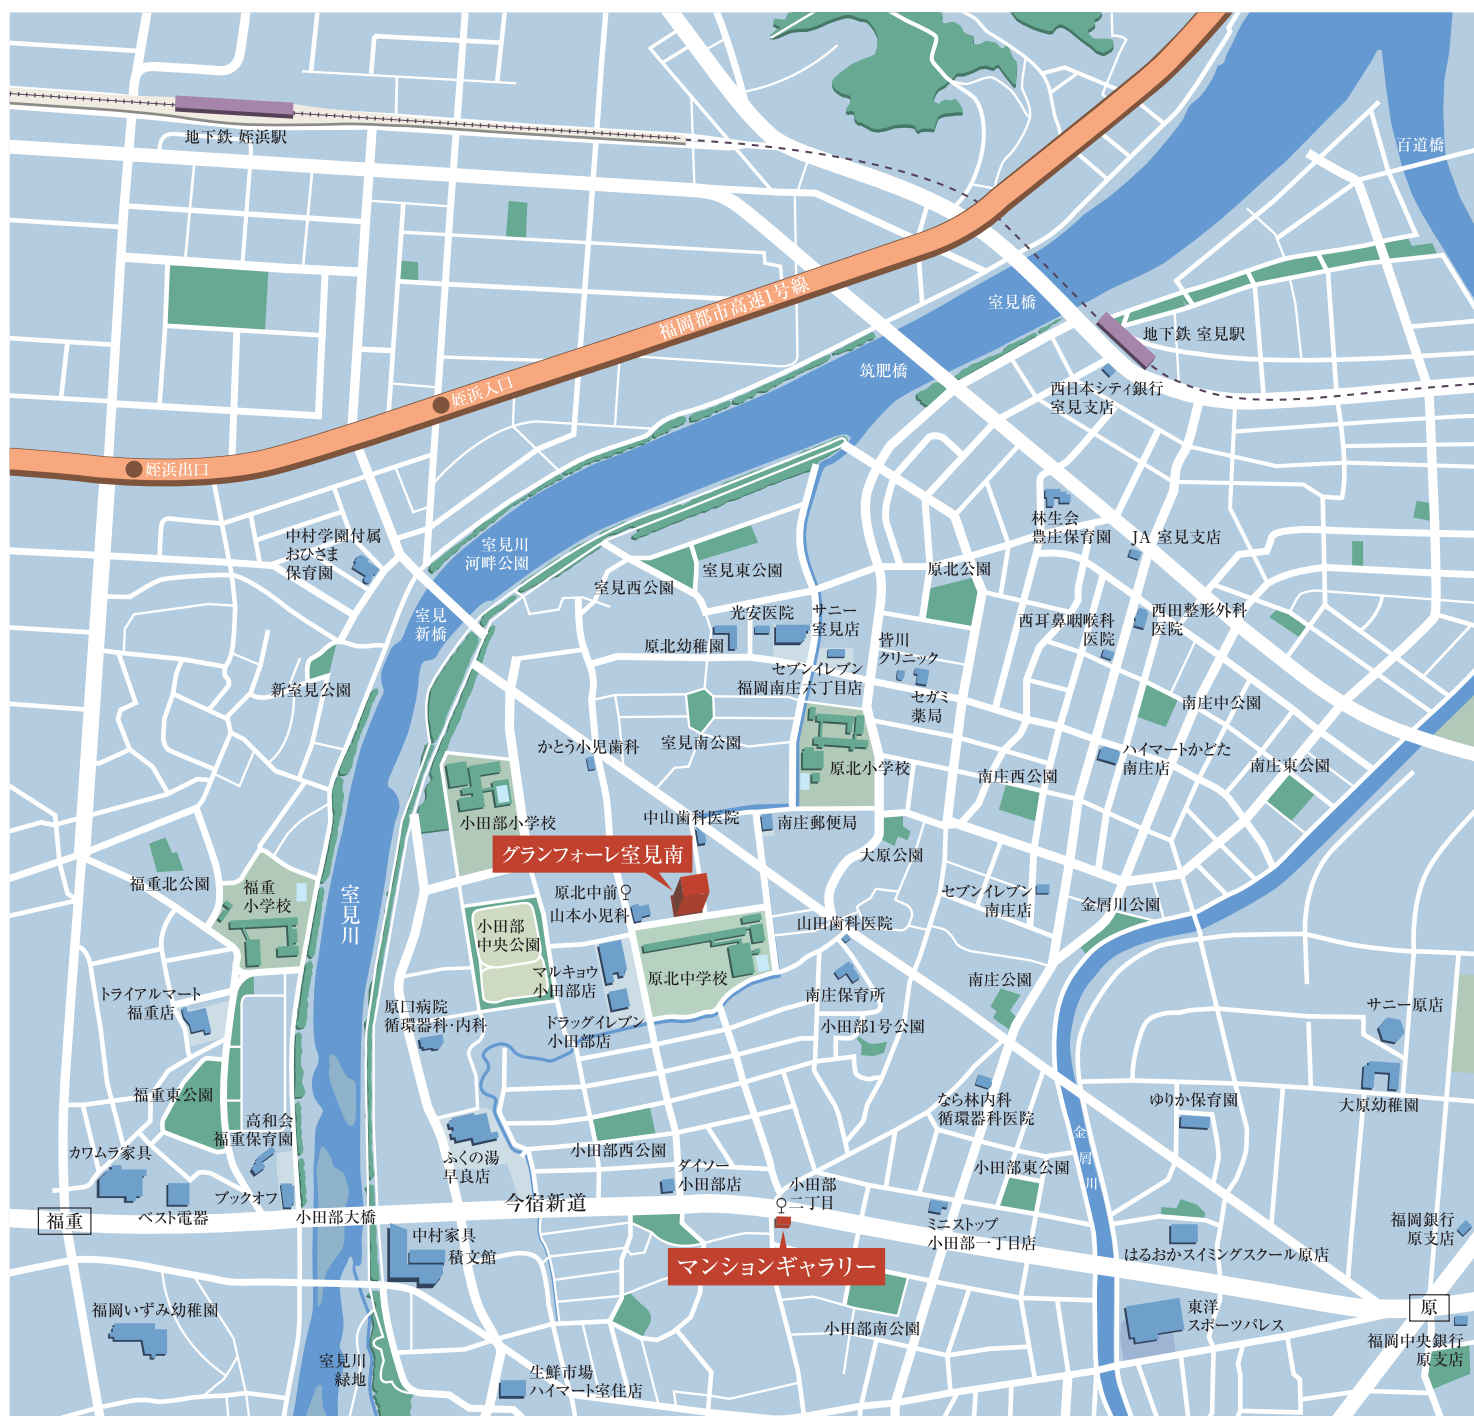 地下鉄 姪浜駅
百道橋
室見橋
福岡都市高速1号線
地下鉄 室見駅
筑肥橋
西日本シティ銀行
室見支店
姪浜入口
姪浜出口
中村学園付属
おひさま
保育園
室見川
河畔公園
林生会
豊庄保育園
JA 室見支店
室見西公園
室見東公園
原北公園
室見
新橋
光安医院
サニー
室見店
原北幼稚園
皆川
クリニック
西耳鼻咽喉科
医院
西田整形外科
医院
セブンイレブン
福岡南庄六丁目店
セガミ
薬局
新室見公園
南庄中公園
かとう小児歯科
室見南公園
原北小学校
ハイマートかどた
南庄店
南庄西公園
南庄東公園
小田部小学校
中山歯科医院
南庄郵便局
グランフォーレ室見南
大原公園
福重北公園
福重
小学校
室見川
原北中前
山本小児科
セブンイレブン
南庄店
金屑川公園
小田部
中央公園
山田歯科医院
マルキョウ
小田部店
原北中学校
南庄保育所
南庄公園
トライアルマート
福重店
原口病院
循環器科・内科
ドラッグイレブン
小田部店
小田部1号公園
サニー原店
福重東公園
高和会
福重保育園
なら林内科
循環器科医院
ゆりか保育園
大原幼稚園
金屑川
カワムラ家具
ふくの湯
早良店
小田部西公園
ダイソー
小田部店
小田部東公園
小田部
二丁目
ブックオフ
ベスト電器
福重
小田部大橋
今宿新道
ミニストップ
小田部一丁目店
福岡銀行
原支店
中村家具
積文館
マンションギャラリー
はるおかスイミングスクール原店
福岡いずみ幼稚園
小田部南公園
東洋
スポーツパレス
原
福岡中央銀行
原支店
室見川
緑地
生鮮市場
ハイマート室住店